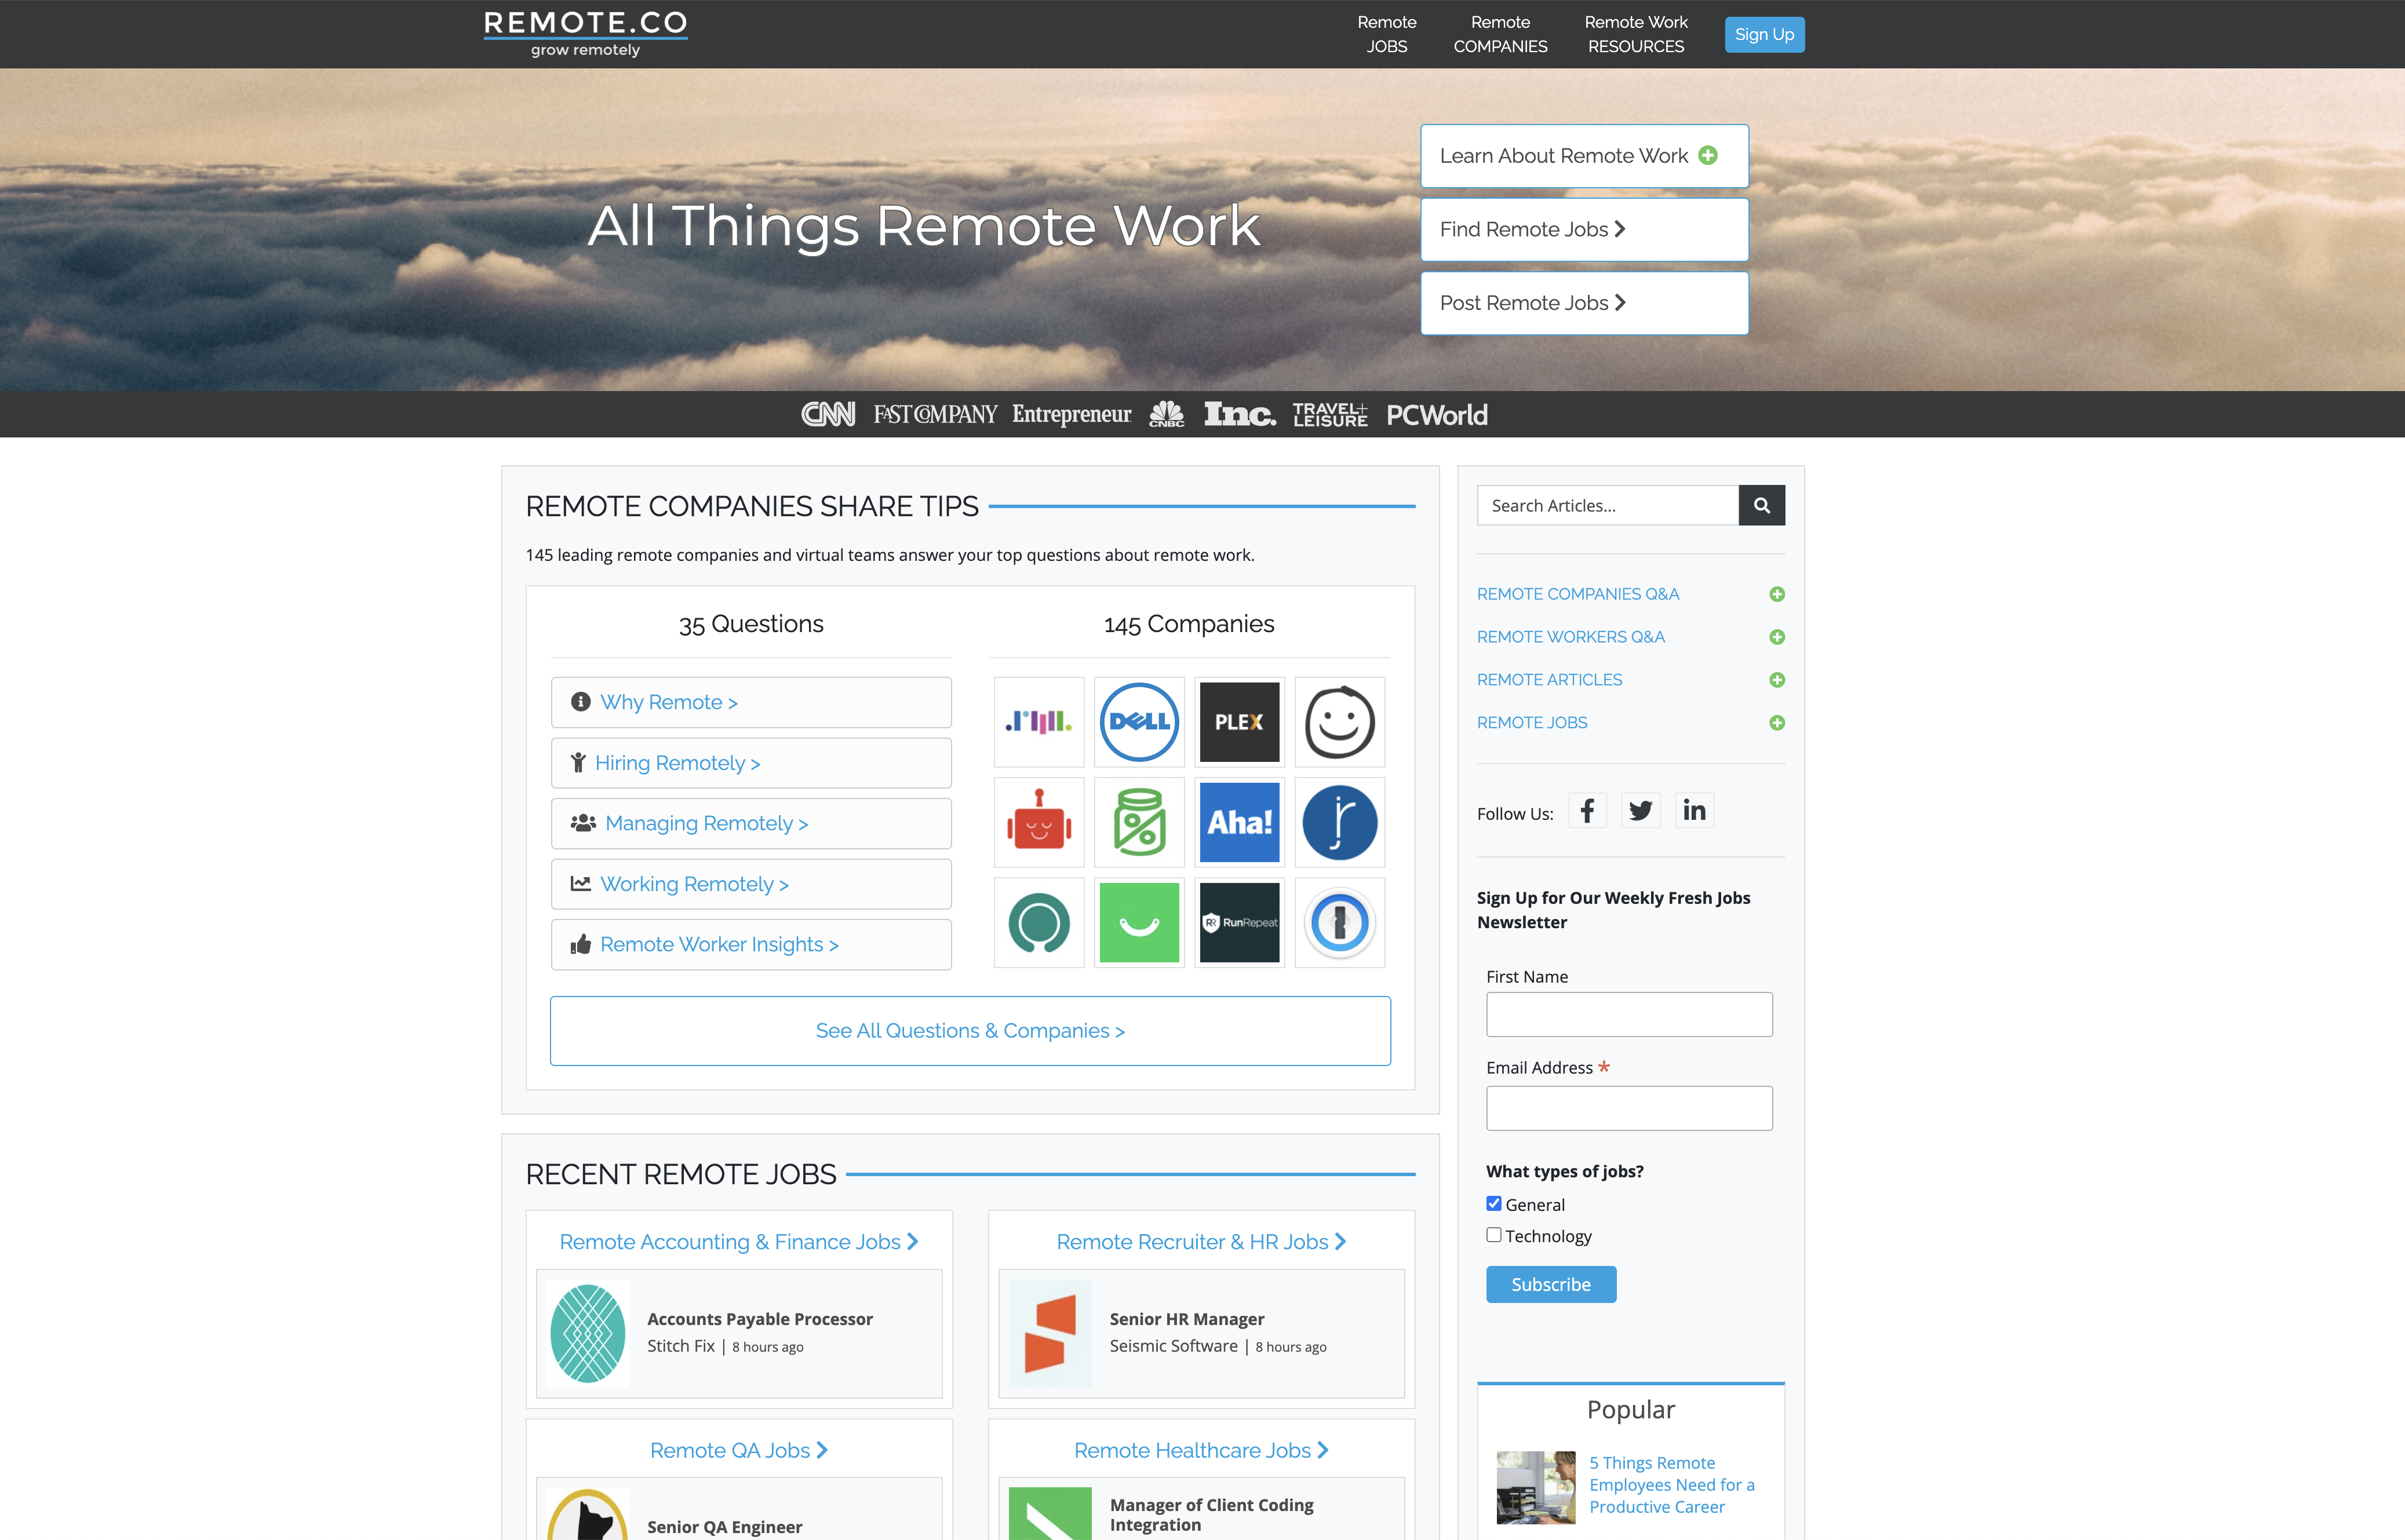 REMOTE.CO
grow remotely
Remote
JOBS
Remote
COMPANIES
Remote Work
RESOURCES
Sign Up
All Things Remote Work
Learn About Remote Work
Find Remote Jobs
Post Remote Jobs
CNN FAST COMPANY Entrepreneur CNBC Inc. TRAVEL+ LEISURE PCWorld
REMOTE COMPANIES SHARE TIPS
145 leading remote companies and virtual teams answer your top questions about remote work.
35 Questions
Why Remote >
Hiring Remotely >
Managing Remotely >
Working Remotely >
Remote Worker Insights >
145 Companies
DELL
PLEX
Aha!
jr
RR RunRepeat
See All Questions & Companies >
RECENT REMOTE JOBS
Remote Accounting & Finance Jobs
Accounts Payable Processor
Stitch Fix | 8 hours ago
Remote Recruiter & HR Jobs
Senior HR Manager
Seismic Software | 8 hours ago
Remote QA Jobs
Senior QA Engineer
Remote Healthcare Jobs
Manager of Client Coding
Integration
Search Articles...
REMOTE COMPANIES Q&A
REMOTE WORKERS Q&A
REMOTE ARTICLES
REMOTE JOBS
Follow Us:
Sign Up for Our Weekly Fresh Jobs
Newsletter
First Name
Email Address *
What types of jobs?
General
Technology
Subscribe
Popular
5 Things Remote
Employees Need for a
Productive Career